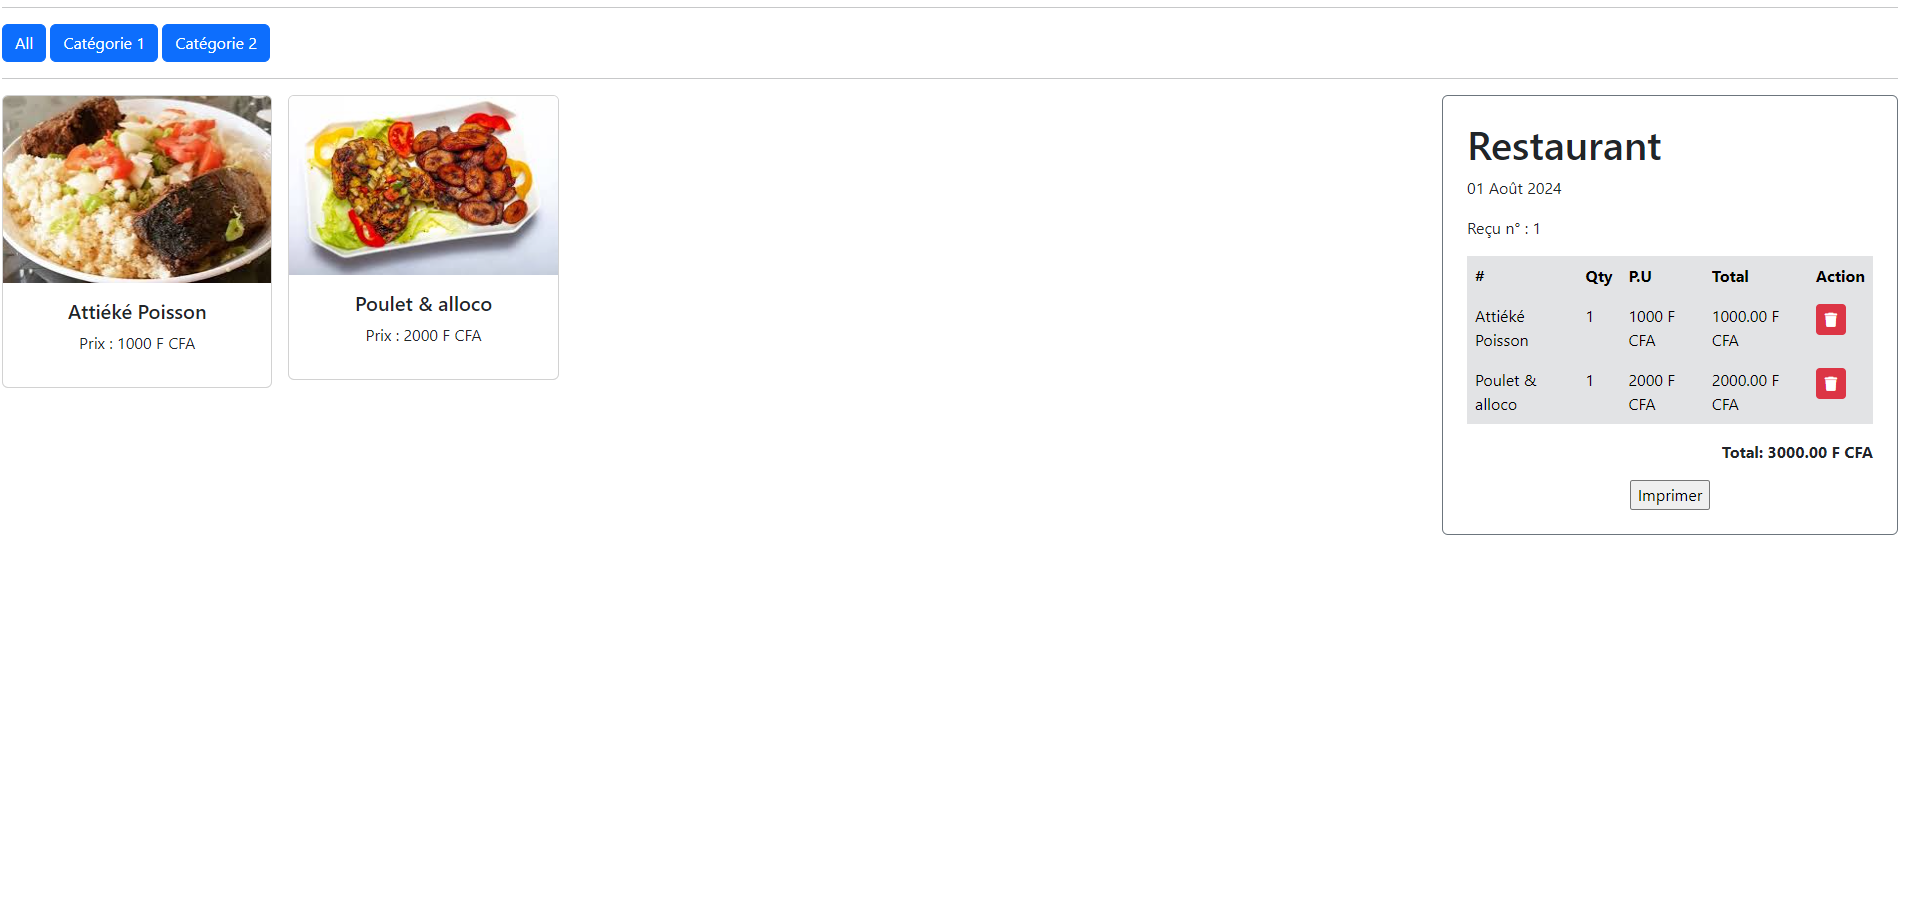 All Catégorie 1 Catégorie 2
Attiéké Poisson
Prix : 1000 F CFA
Poulet & alloco
Prix : 2000 F CFA
Restaurant
01 Août 2024
Reçu n° : 1
# Qty P.U Total Action
Attiéké 1 1000 F 1000.00 F
Poisson CFA CFA
Poulet & 1 2000 F 2000.00 F
alloco CFA CFA
Total: 3000.00 F CFA
Imprimer